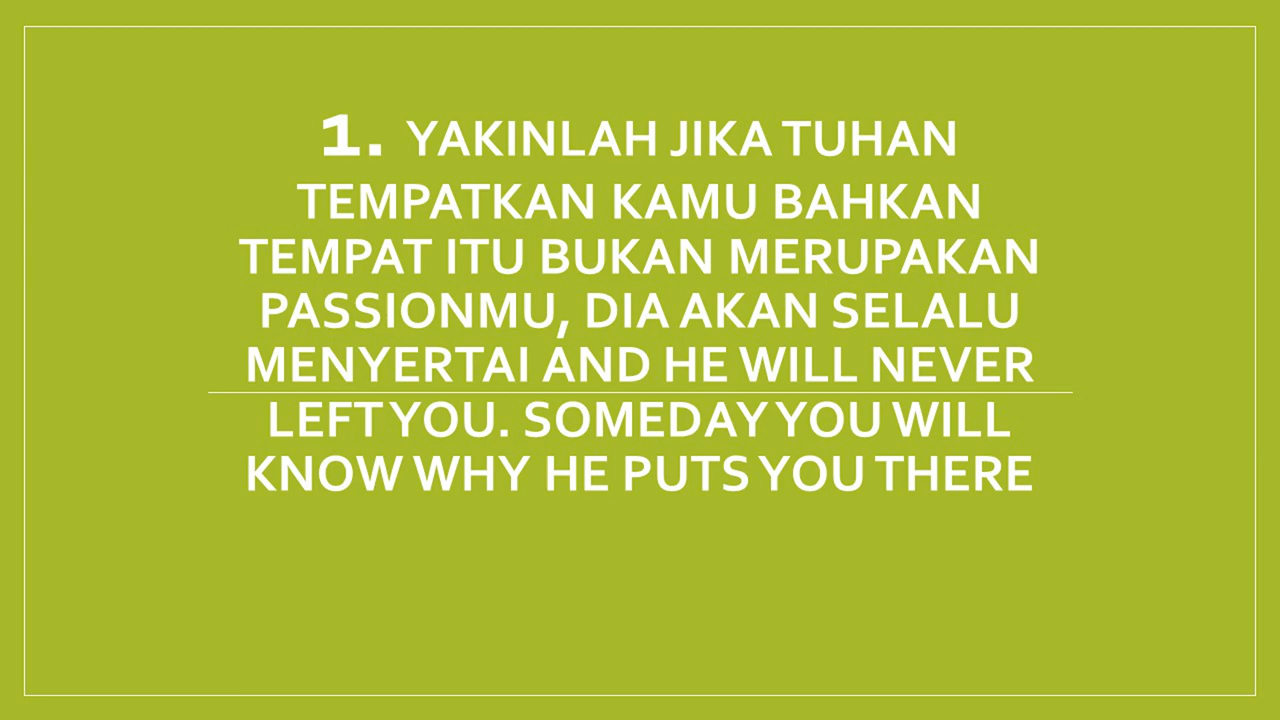 1. YAKINLAH JIKA TUHAN
TEMPATKAN KAMU BAHKAN
TEMPAT ITU BUKAN MERUPAKAN
PASSIONMU, DIA AKAN SELALU
MENYERTAI AND HE WILL NEVER
LEFT YOU. SOMEDAY YOU WILL
KNOW WHY HE PUTS YOU THERE